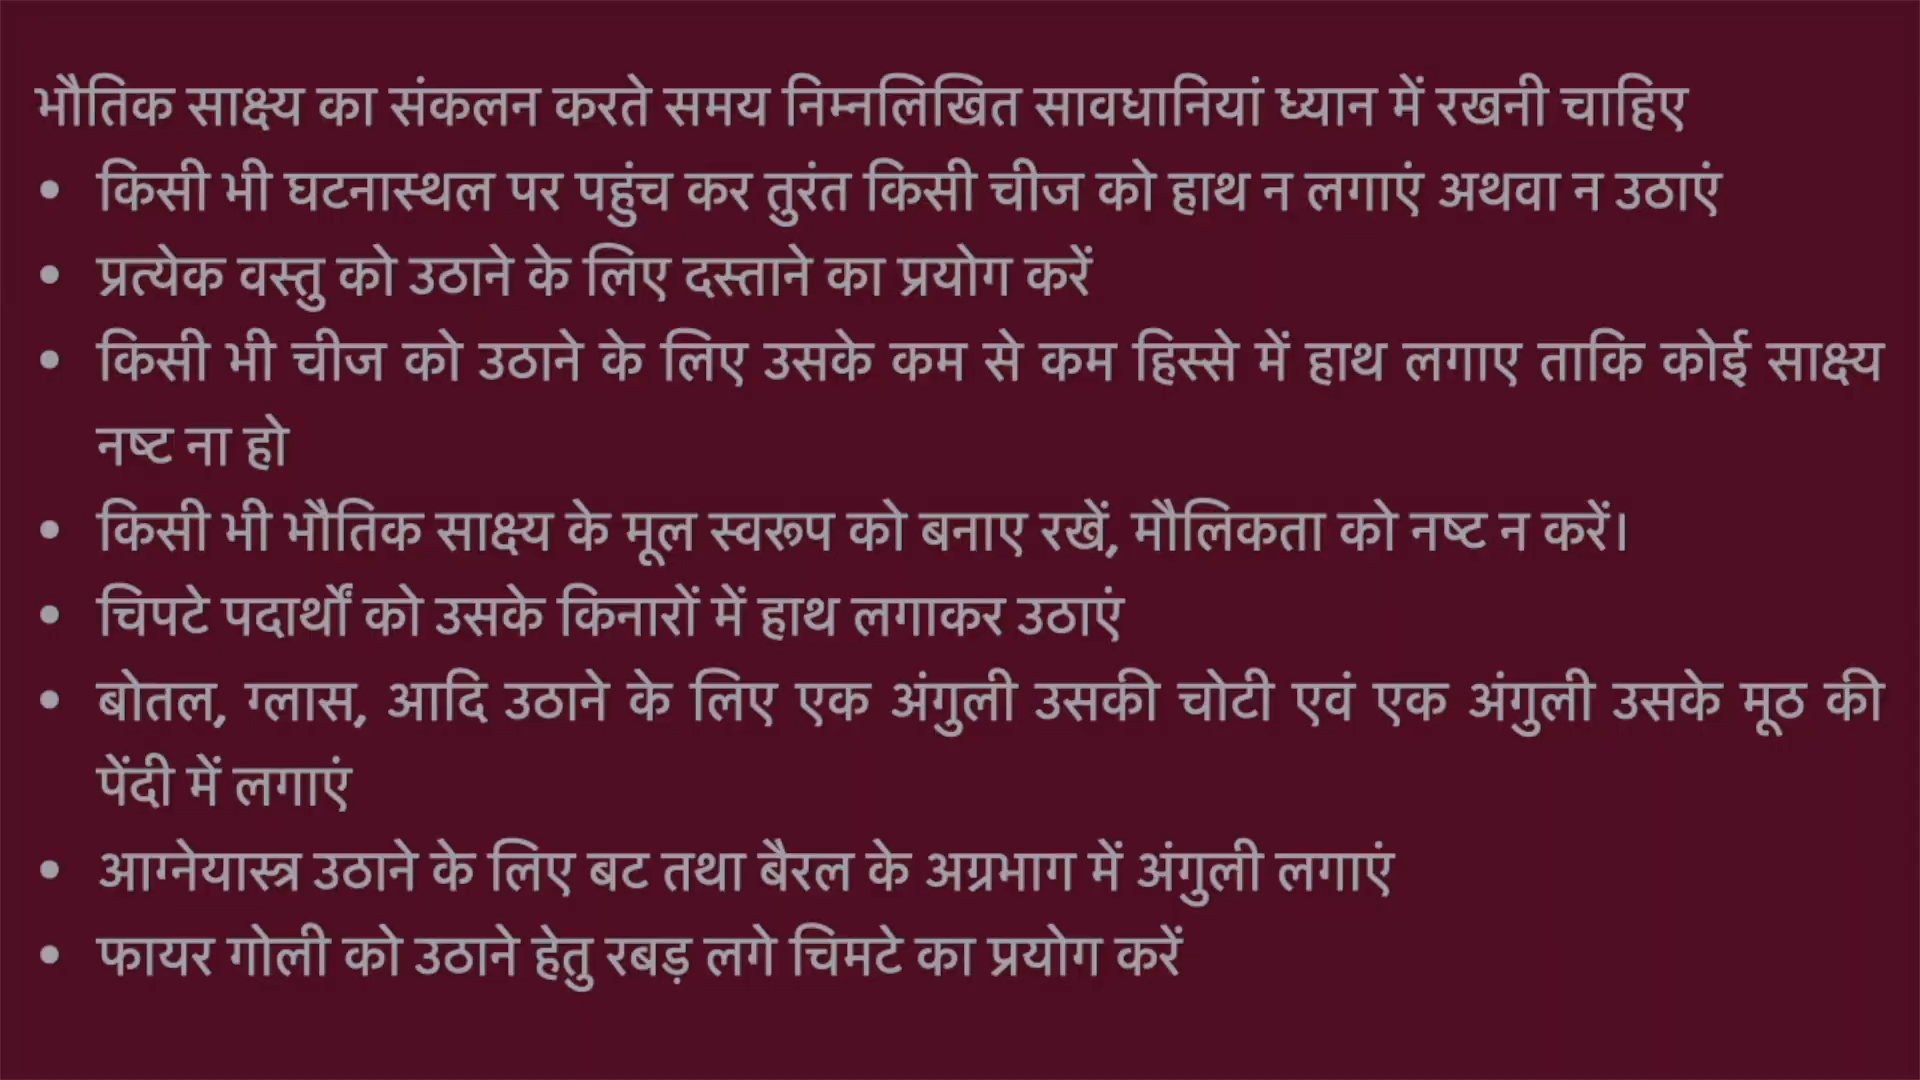 भौतिक साक्ष्य का संकलन करते समय निम्नलिखित सावधानियां ध्यान में रखनी चाहिए
• किसी भी घटनास्थल पर पहुंच कर तुरंत किसी चीज को हाथ न लगाएं अथवा न उठाएं
• प्रत्येक वस्तु को उठाने के लिए दस्ताने का प्रयोग करें
• किसी भी चीज को उठाने के लिए उसके कम से कम हिस्से में हाथ लगाए ताकि कोई साक्ष्य
नष्ट ना हो
• किसी भी भौतिक साक्ष्य के मूल स्वरूप को बनाए रखें, मौलिकता को नष्ट न करें।
• चिपटे पदार्थों को उसके किनारों में हाथ लगाकर उठाएं
• बोतल, ग्लास, आदि उठाने के लिए एक अंगुली उसकी चोटी एवं एक अंगुली उसके मूठ की
पेंदी में लगाएं
• आग्नेयास्त्र उठाने के लिए बट तथा बैरल के अग्रभाग में अंगुली लगाएं
• फायर गोली को उठाने हेतु रबड़ लगे चिमटे का प्रयोग करें